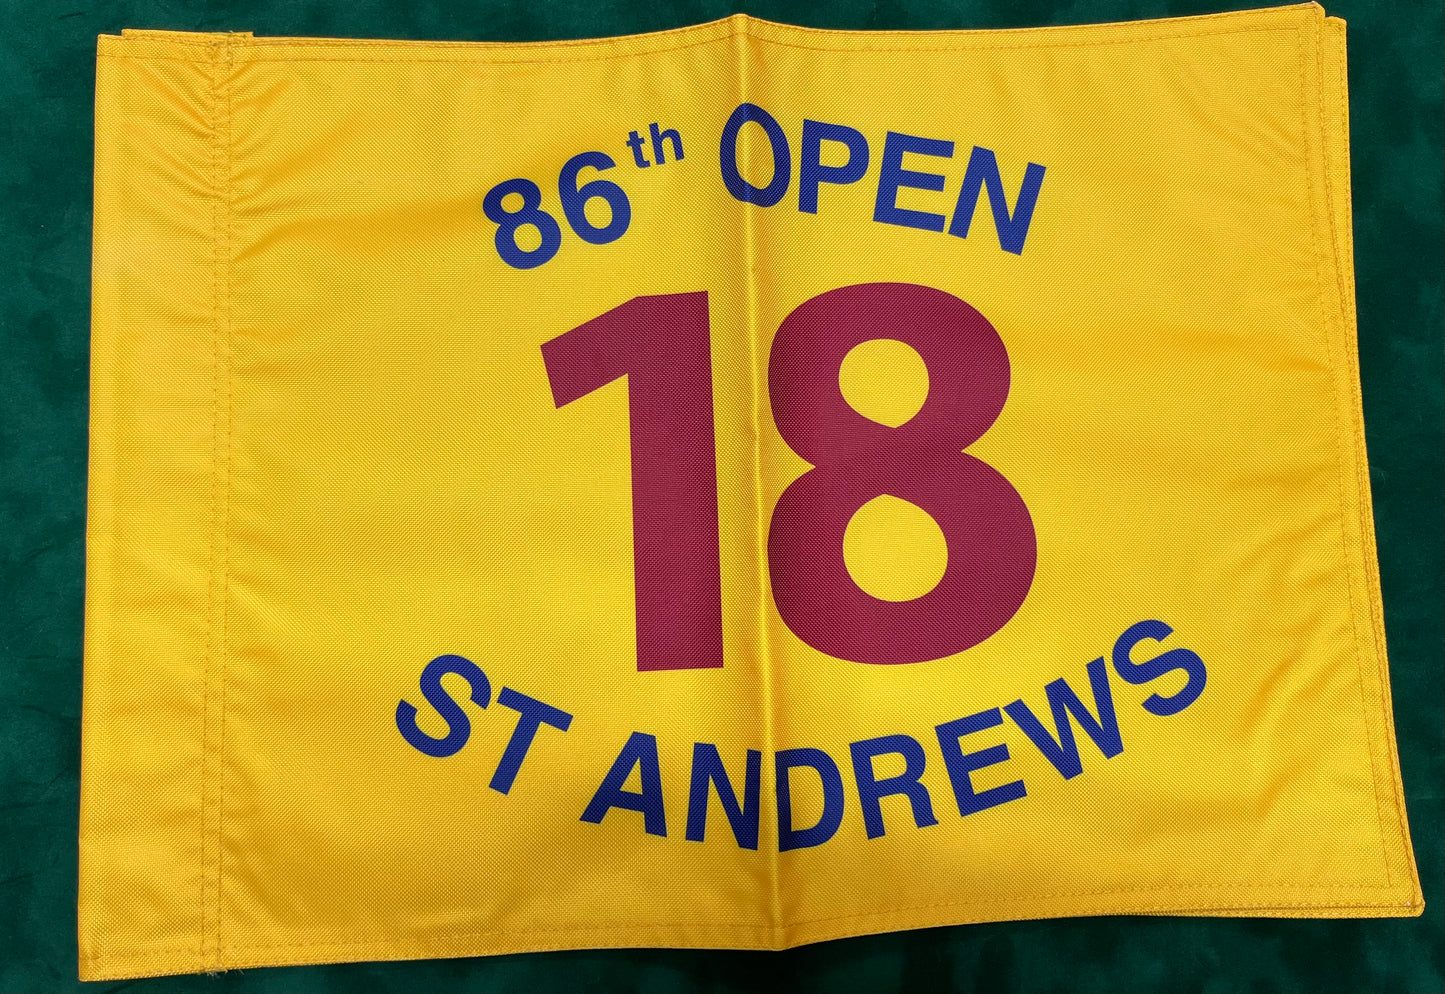 86th OPEN
18
ST ANDREWS